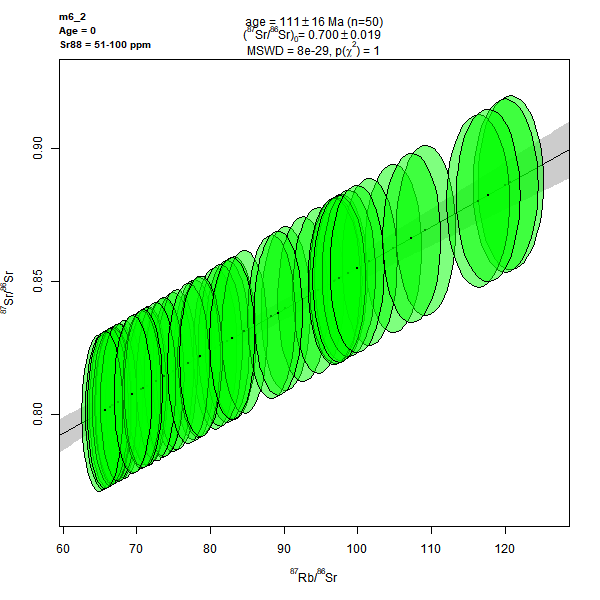 m6_2
Age = 0
Sr88 = 51-100 ppm
age = 111 ± 16 Ma (n=50)
(⁸⁷Sr/⁸⁶Sr)₀= 0.700 ± 0.019
MSWD = 8e-29, p(χ²) = 1
0.90
0.85
0.80
⁸⁷Sr/⁸⁶Sr
60 70 80 90 100 110 120
⁸⁷Rb/⁸⁶Sr